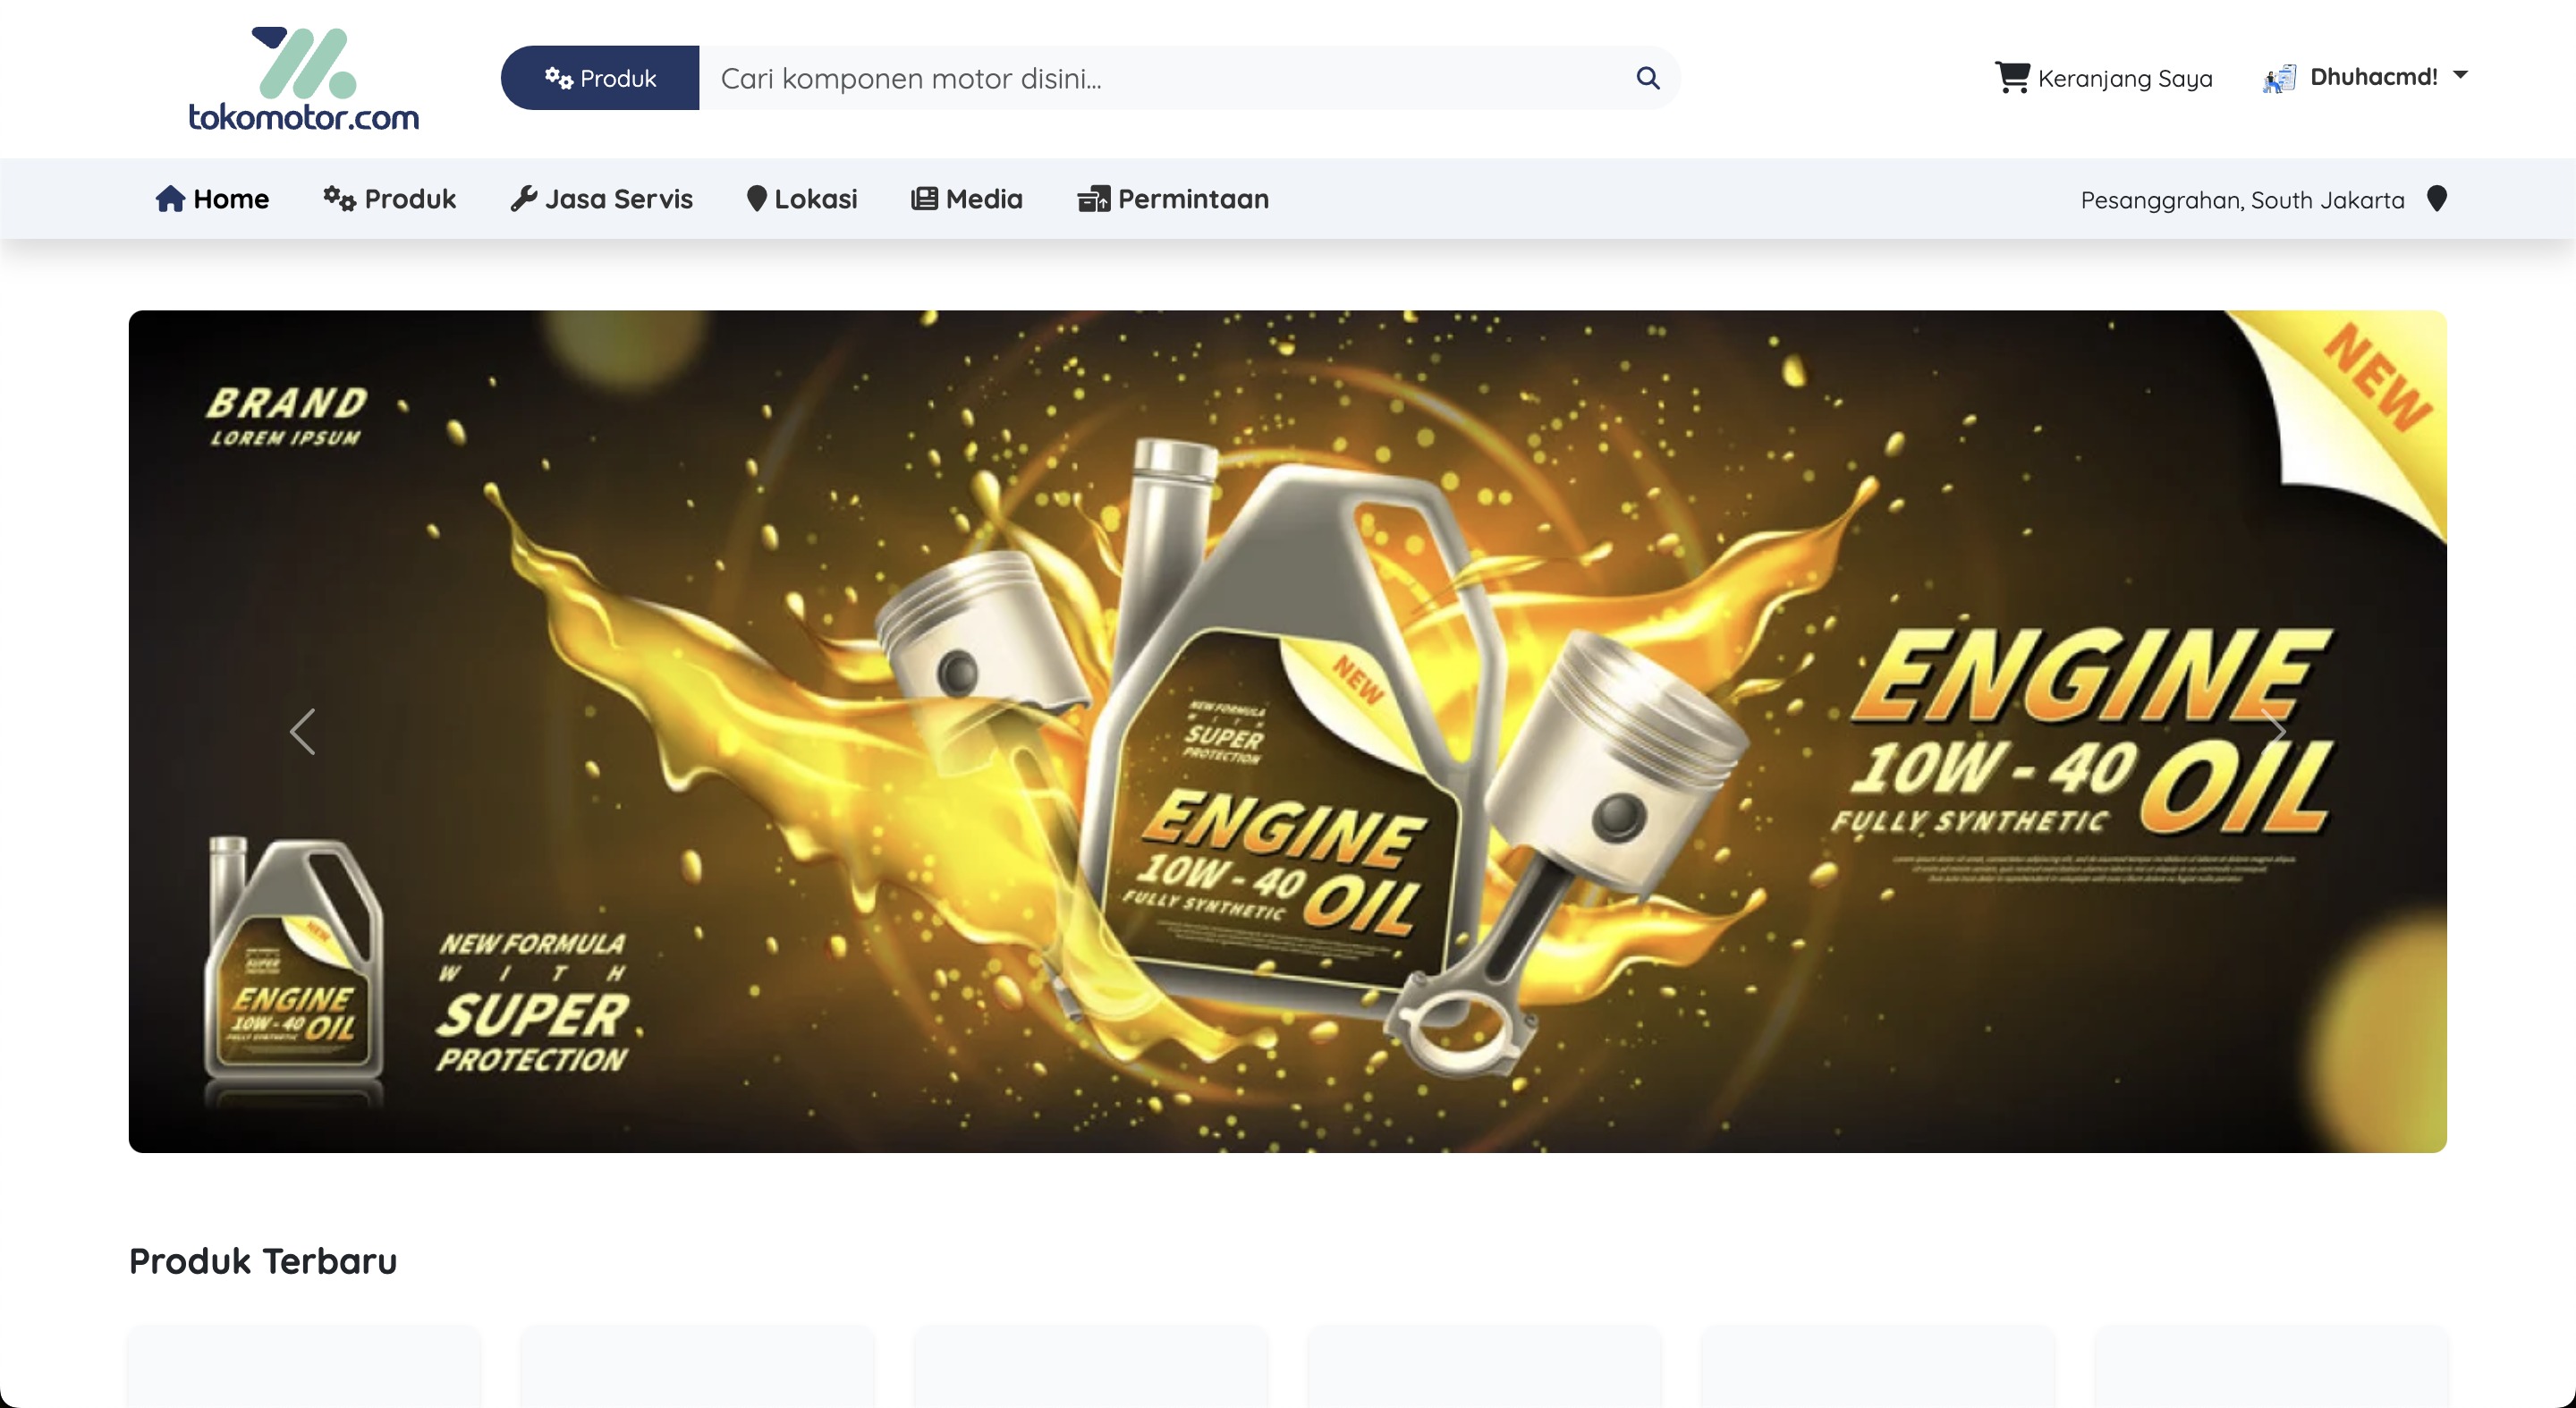 tokomotor.com
Produk
Cari komponen motor disini...
Keranjang Saya
Dhuhacmd!
Home
Produk
Jasa Servis
Lokasi
Media
Permintaan
Pesanggrahan, South Jakarta
BRAND
LOREM IPSUM
NEW
NEW
NEW FORMULA
WITH
SUPER
PROTECTION
ENGINE
10W - 40 OIL
FULLY SYNTHETIC
ENGINE
10W - 40 OIL
FULLY SYNTHETIC
NEW
SUPER
ENGINE
10W - 40 OIL
FULLY SYNTHETIC
NEW FORMULA
WITH
SUPER
PROTECTION
Produk Terbaru